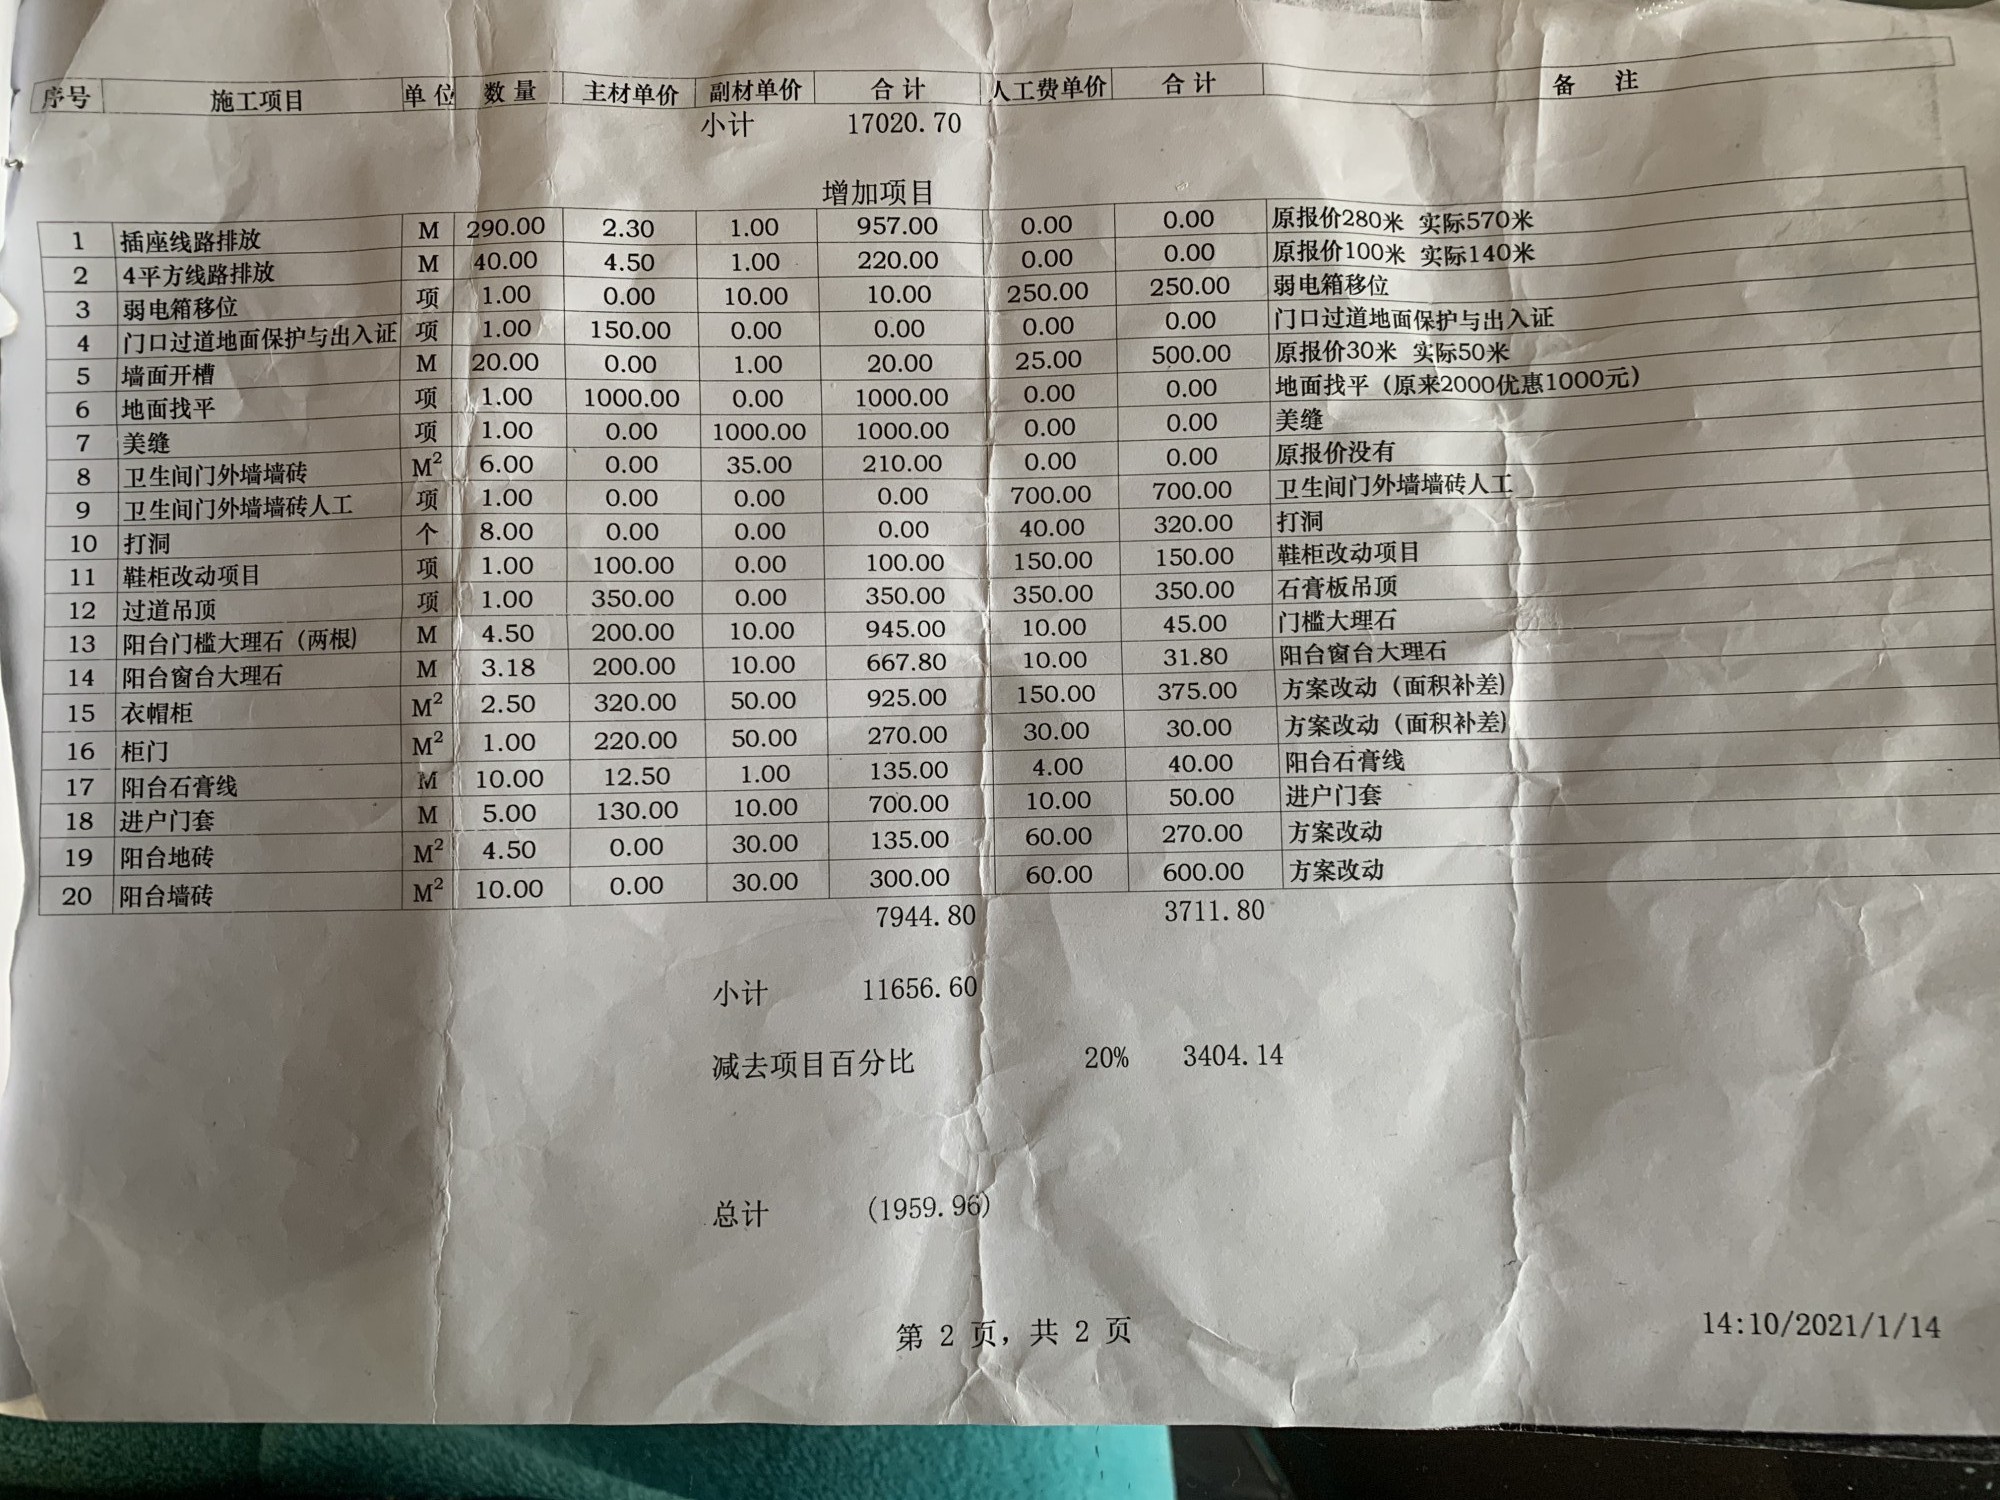 序号 施工项目 单位 数量 主材单价 副材单价 合计 人工费单价 合计 备 注
小计 17020.70
增加项目
1 插座线路排放 M 290.00 2.30 1.00 957.00 0.00 0.00 原报价280米 实际570米
2 4平方线路排放 M 40.00 4.50 1.00 220.00 0.00 0.00 原报价100米 实际140米
3 弱电箱移位 项 1.00 0.00 10.00 10.00 250.00 250.00 弱电箱移位
4 门口过道地面保护与出入证 项 1.00 150.00 0.00 0.00 0.00 0.00 门口过道地面保护与出入证
5 墙面开槽 M 20.00 0.00 1.00 20.00 25.00 500.00 原报价30米 实际50米
6 地面找平 项 1.00 1000.00 0.00 1000.00 0.00 0.00 地面找平（原来2000优惠1000元）
7 美缝 项 1.00 0.00 1000.00 1000.00 0.00 0.00 美缝
8 卫生间门外墙墙砖 M² 6.00 0.00 35.00 210.00 0.00 0.00 原报价没有
9 卫生间门外墙墙砖人工 项 1.00 0.00 0.00 0.00 700.00 700.00 卫生间门外墙墙砖人工
10 打洞 个 8.00 0.00 0.00 0.00 40.00 320.00 打洞
11 鞋柜改动项目 项 1.00 100.00 0.00 100.00 150.00 150.00 鞋柜改动项目
12 过道吊顶 项 1.00 350.00 0.00 350.00 350.00 350.00 石膏板吊顶
13 阳台门槛大理石（两根） M 4.50 200.00 10.00 945.00 10.00 45.00 门槛大理石
14 阳台窗台大理石 M 3.18 200.00 10.00 667.80 10.00 31.80 阳台窗台大理石
15 衣帽柜 M² 2.50 320.00 50.00 925.00 150.00 375.00 方案改动（面积补差）
16 柜门 M² 1.00 220.00 50.00 270.00 30.00 30.00 方案改动（面积补差）
17 阳台石膏线 M 10.00 12.50 1.00 135.00 4.00 40.00 阳台石膏线
18 进户门套 M 5.00 130.00 10.00 700.00 10.00 50.00 进户门套
19 阳台地砖 M² 4.50 0.00 30.00 135.00 60.00 270.00 方案改动
20 阳台墙砖 M² 10.00 0.00 30.00 300.00 60.00 600.00 方案改动
7944.80 3711.80
小计 11656.60
减去项目百分比 20% 3404.14
总计 (1959.96)
第 2 页，共 2 页
14:10/2021/1/14